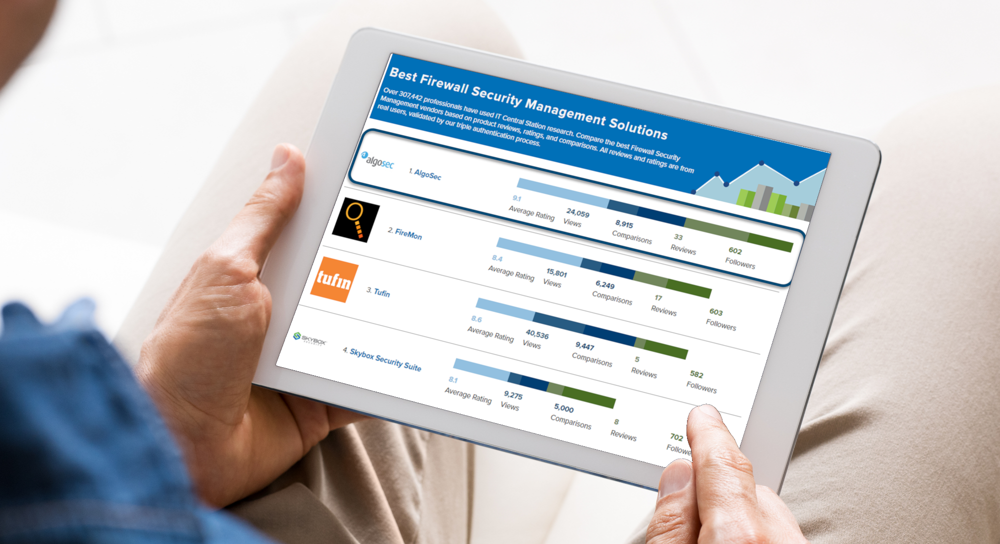 Best Firewall Security Management Solutions
Over 307,442 professionals have used IT Central Station research. Compare the best Firewall Security
Management vendors based on product reviews, ratings, and comparisons. All reviews and ratings are from
real users, validated by our triple authentication process.
algosec
1. AlgoSec
9.1
Average Rating
24,059
Views
8,915
Comparisons
33
Reviews
602
Followers
2. FireMon
8.4
Average Rating
15,801
Views
6,249
Comparisons
17
Reviews
603
Followers
tufin
3. Tufin
8.6
Average Rating
40,536
Views
9,447
Comparisons
5
Reviews
582
Followers
SKYBOX
SECURITY
4. Skybox Security Suite
8.1
Average Rating
9,275
Views
5,000
Comparisons
8
Reviews
702
Followe